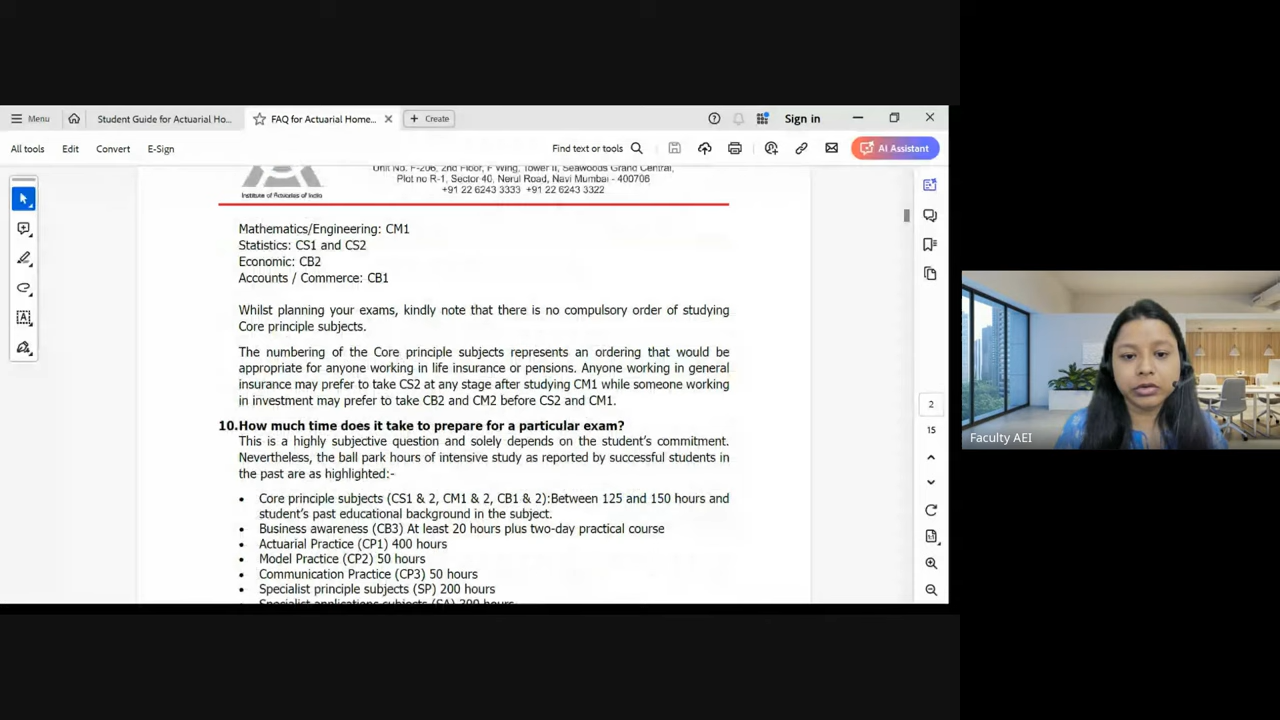 Menu
Student Guide for Actuarial Ho...
FAQ for Actuarial Home...
Create
Sign in
All tools
Edit
Convert
E-Sign
Find text or tools
AI Assistant
Unit No. F-206, 2nd Floor, F Wing, Tower II, Seawoods Grand Central,
Plot no R-1, Sector 40, Nerul Road, Navi Mumbai - 400706
+91 22 6243 3333 +91 22 6243 3322
Institute of Actuaries of India
Mathematics/Engineering: CM1
Statistics: CS1 and CS2
Economic: CB2
Accounts / Commerce: CB1
Whilst planning your exams, kindly note that there is no compulsory order of studying
Core principle subjects.
The numbering of the Core principle subjects represents an ordering that would be
appropriate for anyone working in life insurance or pensions. Anyone working in general
insurance may prefer to take CS2 at any stage after studying CM1 while someone working
in investment may prefer to take CB2 and CM2 before CS2 and CM1.
10.How much time does it take to prepare for a particular exam?
This is a highly subjective question and solely depends on the student's commitment.
Nevertheless, the ball park hours of intensive study as reported by successful students in
the past are as highlighted:-
• Core principle subjects (CS1 & 2, CM1 & 2, CB1 & 2):Between 125 and 150 hours and
student's past educational background in the subject.
• Business awareness (CB3) At least 20 hours plus two-day practical course
• Actuarial Practice (CP1) 400 hours
• Model Practice (CP2) 50 hours
• Communication Practice (CP3) 50 hours
• Specialist principle subjects (SP) 200 hours
• Specialist applications subjects (SA) 300 hours
2
15
Faculty AEI